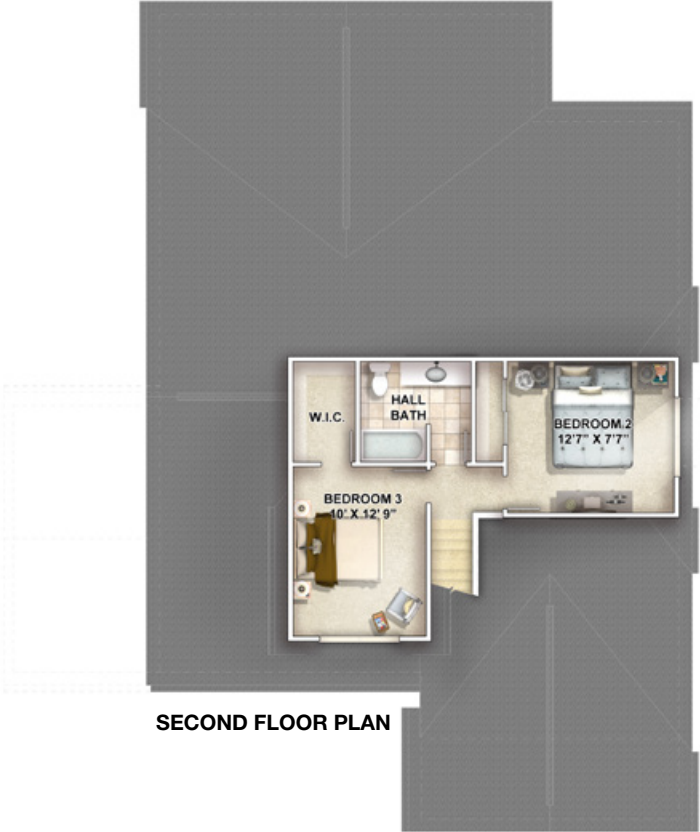 HALL
BATH
W.I.C.
BEDROOM 2
12'7" X 7'7"
BEDROOM 3
10' X 12' 9"
SECOND FLOOR PLAN